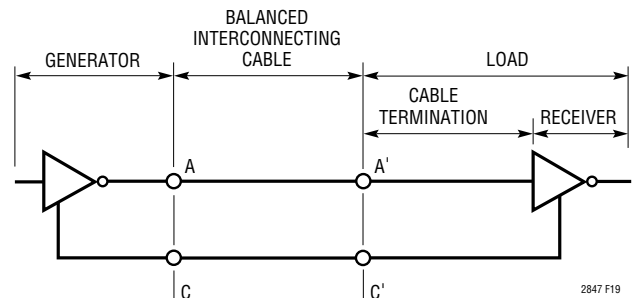 BALANCED
INTERCONNECTING
CABLE
GENERATOR
LOAD
CABLE
TERMINATION
RECEIVER
A
A'
C
C'
2847 F19